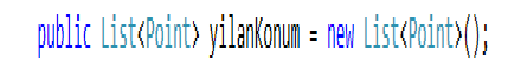 public List<Point> yilanKonum = new List<Point>();